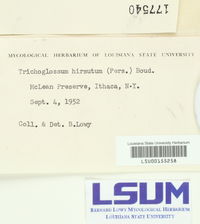 177540
MYCOLOGICAL HERBARIUM OF LOUISIANA STATE UNIVERSITY
Trichoglossum hirsutum (Pers.) Boud.
McLean Preserve, Ithaca, N.Y.
Sept. 4, 1952
Coll. & Det. B.Lowy
Louisiana State University Herbarium
LSU00155258
LSUM
BERNARD LOWY MYCOLOGICAL HERBARIUM
LOUISIANA STATE UNIVERSITY